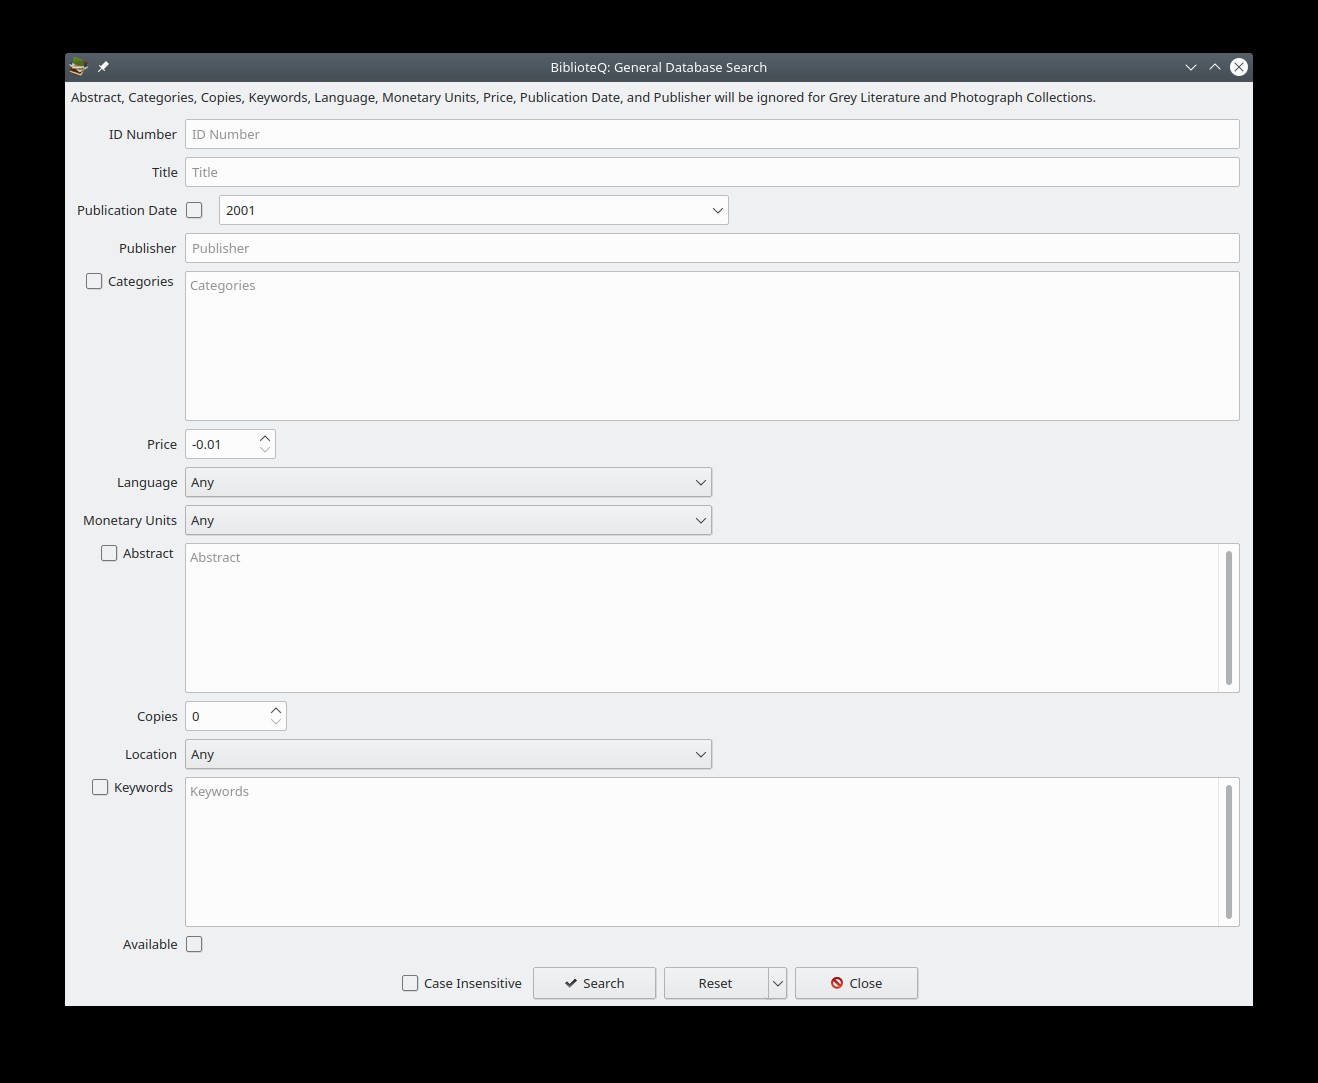 BiblioteQ: General Database Search
Abstract, Categories, Copies, Keywords, Language, Monetary Units, Price, Publication Date, and Publisher will be ignored for Grey Literature and Photograph Collections.
ID Number ID Number
Title Title
Publication Date 2001
Publisher Publisher
Categories Categories
Price -0.01
Language Any
Monetary Units Any
Abstract Abstract
Copies 0
Location Any
Keywords Keywords
Available
Case Insensitive Search Reset Close